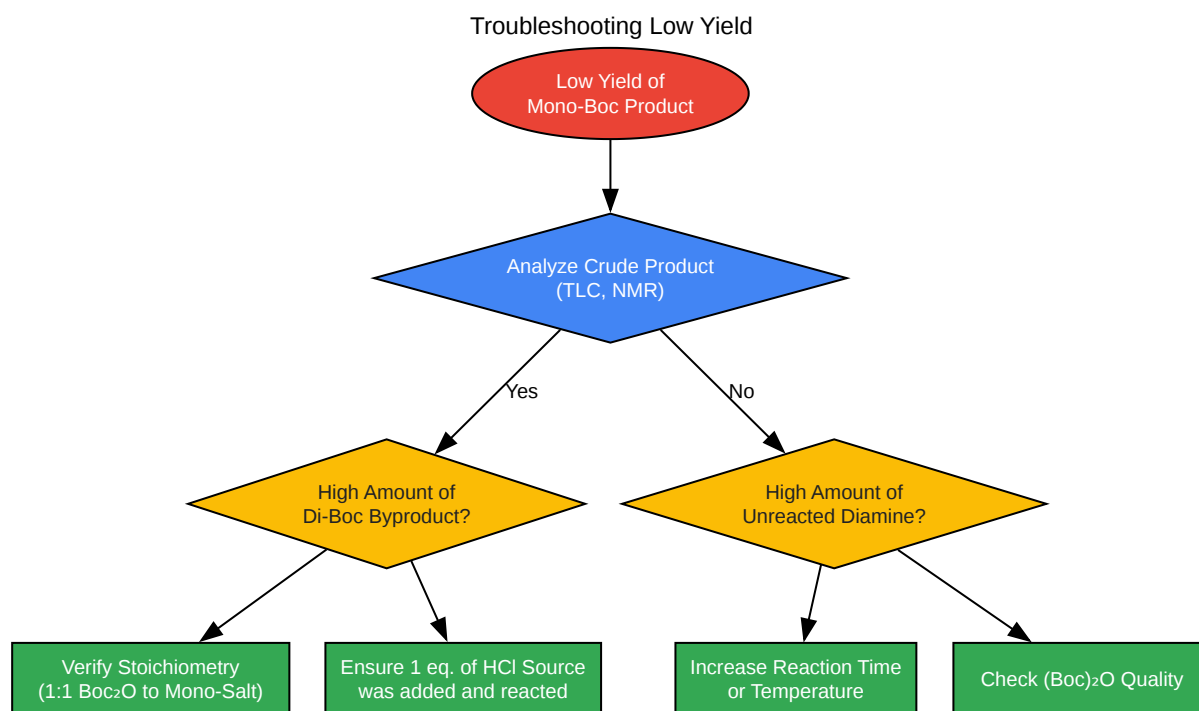 Troubleshooting Low Yield
Low Yield of
Mono-Boc Product
Analyze Crude Product
(TLC, NMR)
Yes
No
High Amount of
Di-Boc Byproduct?
High Amount of
Unreacted Diamine?
Verify Stoichiometry
(1:1 Boc₂O to Mono-Salt)
Ensure 1 eq. of HCl Source
was added and reacted
Increase Reaction Time
or Temperature
Check (Boc)₂O Quality